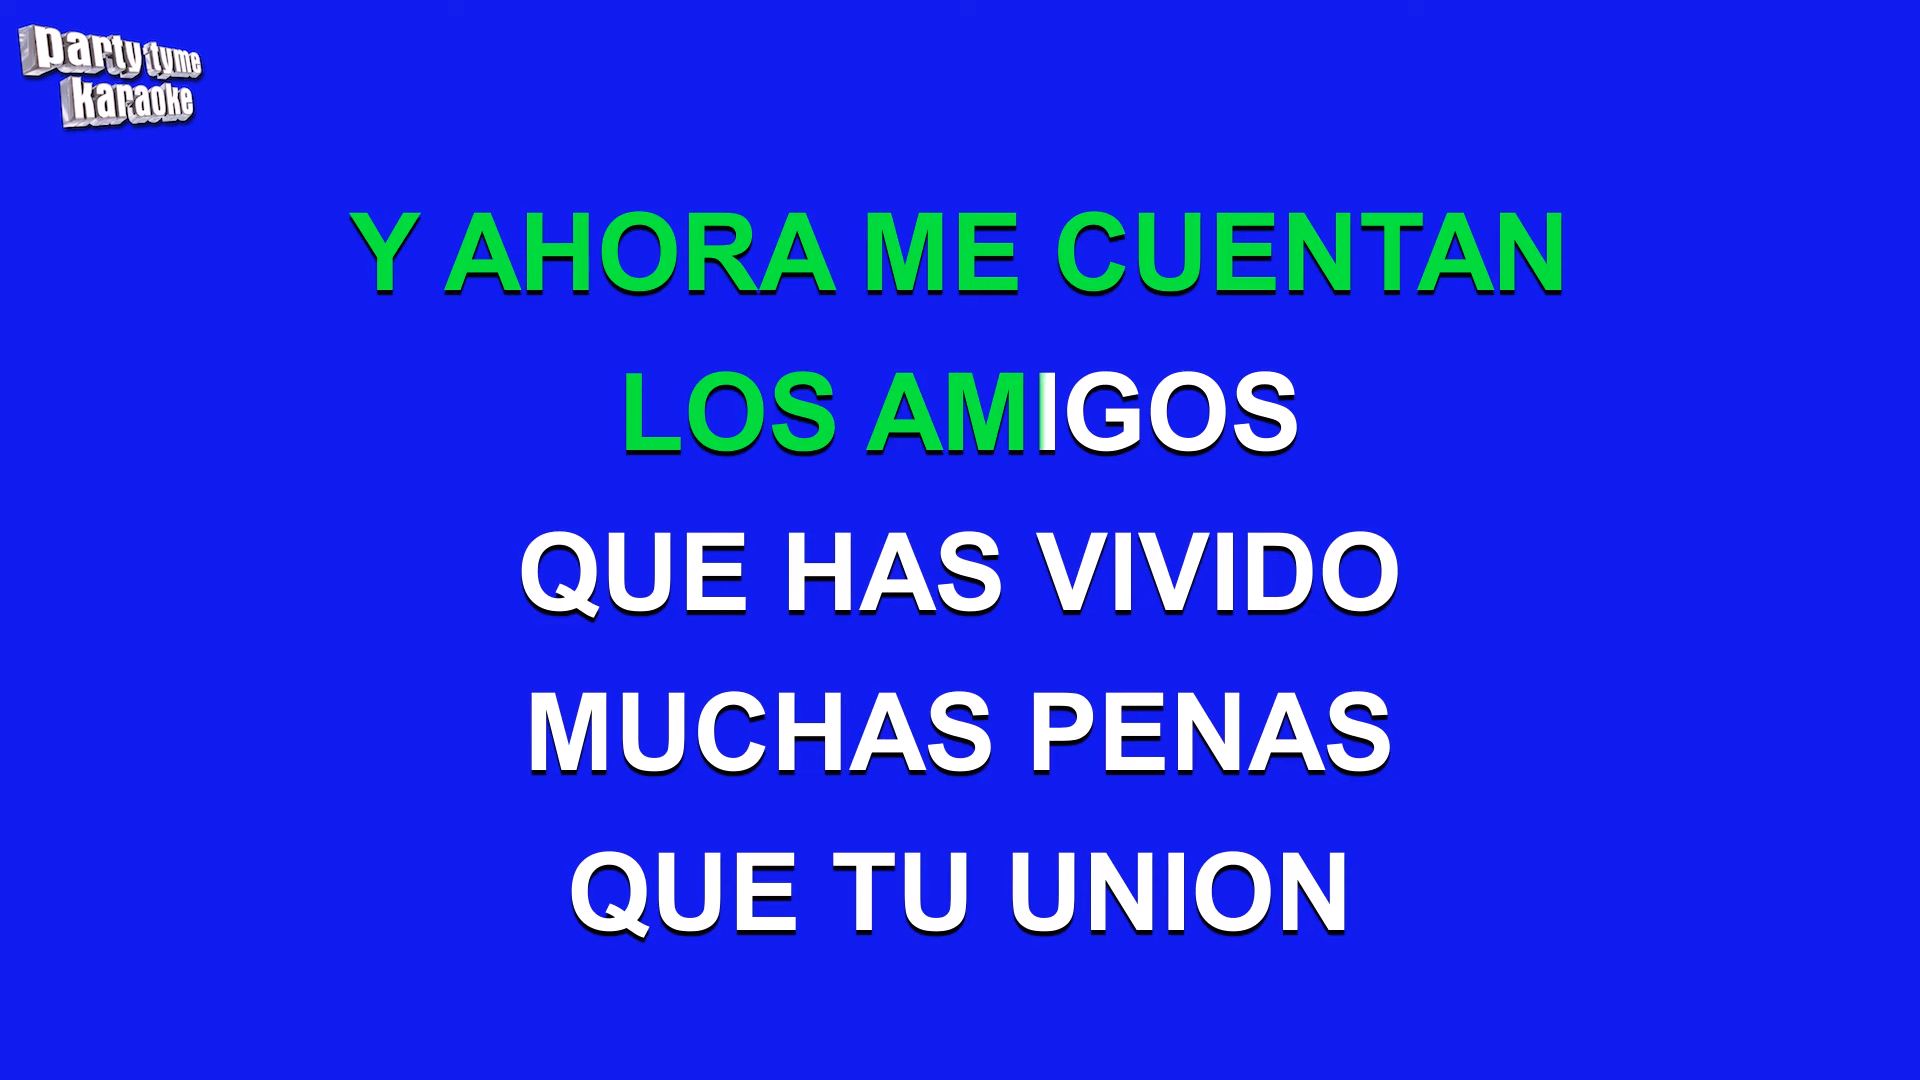 party tyme
karaoke
Y AHORA ME CUENTAN
LOS AMIGOS
QUE HAS VIVIDO
MUCHAS PENAS
QUE TU UNION